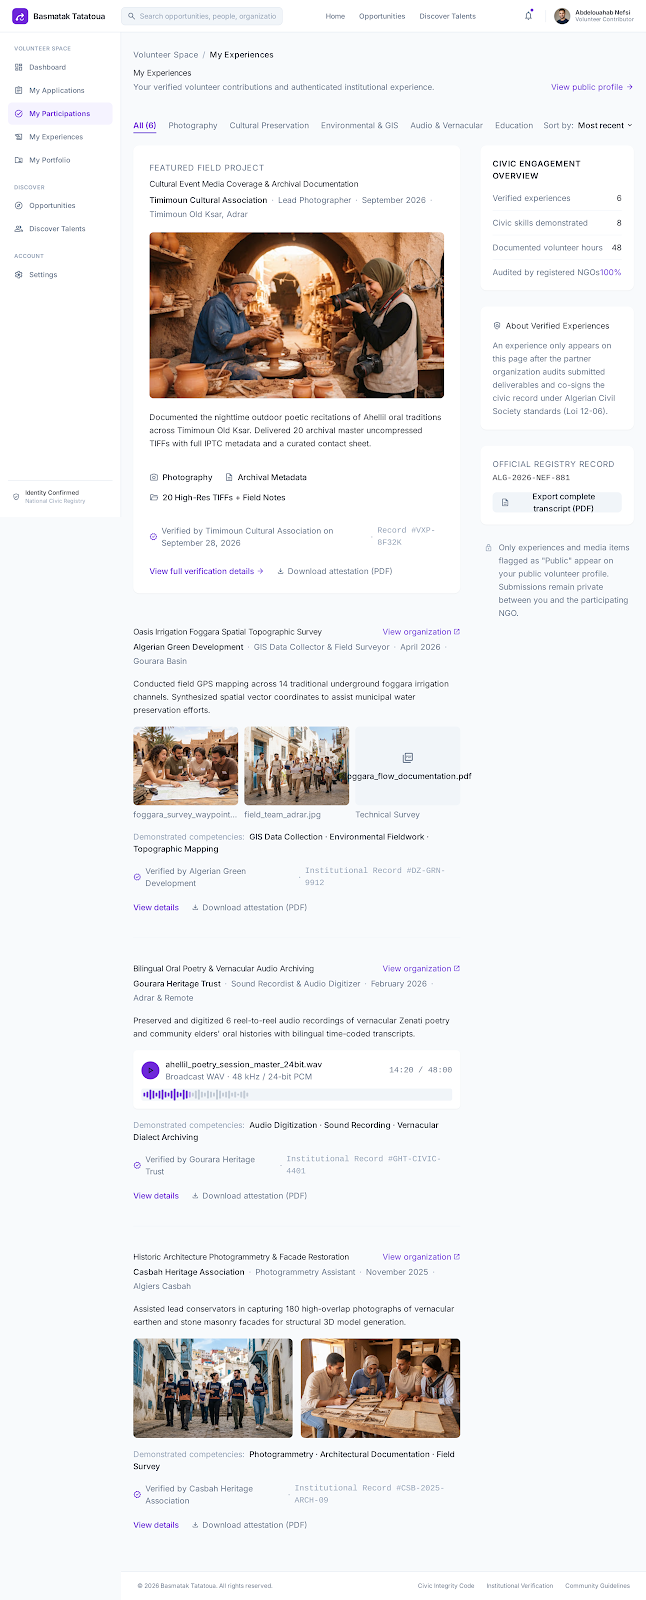 Basmatak Tatatoua
Search opportunities, people, organizatio
Home
Opportunities
Discover Talents
Abdelouahab Nefsi
Volunteer Contributor
VOLUNTEER SPACE
Dashboard
My Applications
My Participations
My Experiences
My Portfolio
DISCOVER
Opportunities
Discover Talents
ACCOUNT
Settings
Identity Confirmed
National Civic Registry
Volunteer Space / My Experiences
My Experiences
Your verified volunteer contributions and authenticated institutional experience.
View public profile →
All (6)
Photography
Cultural Preservation
Environmental & GIS
Audio & Vernacular
Education
Sort by: Most recent
FEATURED FIELD PROJECT
Cultural Event Media Coverage & Archival Documentation
Timimoun Cultural Association · Lead Photographer · September 2026 ·
Timimoun Old Ksar, Adrar
Documented the nighttime outdoor poetic recitations of Ahellil oral traditions
across Timimoun Old Ksar. Delivered 20 archival master uncompressed
TIFFs with full IPTC metadata and a curated contact sheet.
Photography
Archival Metadata
20 High-Res TIFFs + Field Notes
Verified by Timimoun Cultural Association on
September 28, 2026
· Record #VXP-
8F32K
View full verification details →
Download attestation (PDF)
Oasis Irrigation Foggara Spatial Topographic Survey
View organization
Algerian Green Development · GIS Data Collector & Field Surveyor · April 2026 ·
Gourara Basin
Conducted field GPS mapping across 14 traditional underground foggara irrigation
channels. Synthesized spatial vector coordinates to assist municipal water
preservation efforts.
oggara_flow_documentation.pdf
foggara_survey_waypoint...
field_team_adrar.jpg
Technical Survey
Demonstrated competencies: GIS Data Collection · Environmental Fieldwork ·
Topographic Mapping
Verified by Algerian Green
Development
· Institutional Record #DZ-GRN-
9912
View details
Download attestation (PDF)
Bilingual Oral Poetry & Vernacular Audio Archiving
View organization
Gourara Heritage Trust · Sound Recordist & Audio Digitizer · February 2026 ·
Adrar & Remote
Preserved and digitized 6 reel-to-reel audio recordings of vernacular Zenati poetry
and community elders' oral histories with bilingual time-coded transcripts.
ahellil_poetry_session_master_24bit.wav
Broadcast WAV · 48 kHz / 24-bit PCM
14:20 / 48:00
Demonstrated competencies: Audio Digitization · Sound Recording · Vernacular
Dialect Archiving
Verified by Gourara Heritage
Trust
· Institutional Record #GHT-CIVIC-
4401
View details
Download attestation (PDF)
Historic Architecture Photogrammetry & Facade Restoration
View organization
Casbah Heritage Association · Photogrammetry Assistant · November 2025 ·
Algiers Casbah
Assisted lead conservators in capturing 180 high-overlap photographs of vernacular
earthen and stone masonry facades for structural 3D model generation.
Demonstrated competencies: Photogrammetry · Architectural Documentation · Field
Survey
Verified by Casbah Heritage
Association
· Institutional Record #CSB-2025-
ARCH-09
View details
Download attestation (PDF)
CIVIC ENGAGEMENT
OVERVIEW
Verified experiences 6
Civic skills demonstrated 8
Documented volunteer hours 48
Audited by registered NGOs 100%
About Verified Experiences
An experience only appears on
this page after the partner
organization audits submitted
deliverables and co-signs the
civic record under Algerian Civil
Society standards (Loi 12-06).
OFFICIAL REGISTRY RECORD
ALG-2026-NEF-881
Export complete
transcript (PDF)
Only experiences and media items
flagged as "Public" appear on
your public volunteer profile.
Submissions remain private
between you and the participating
NGO.
© 2026 Basmatak Tatatoua. All rights reserved.
Civic Integrity Code
Institutional Verification
Community Guidelines